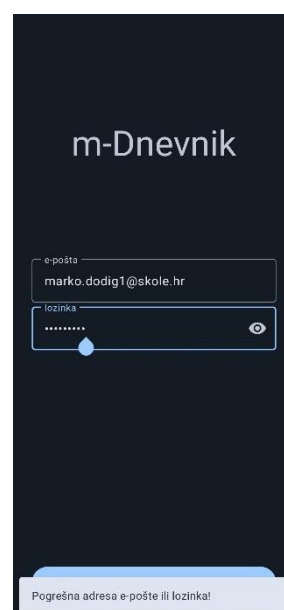 m-Dnevnik
e-pošta
marko.dodig1@skole.hr
lozinka
•••••••••
Pogrešna adresa e-pošte ili lozinka!